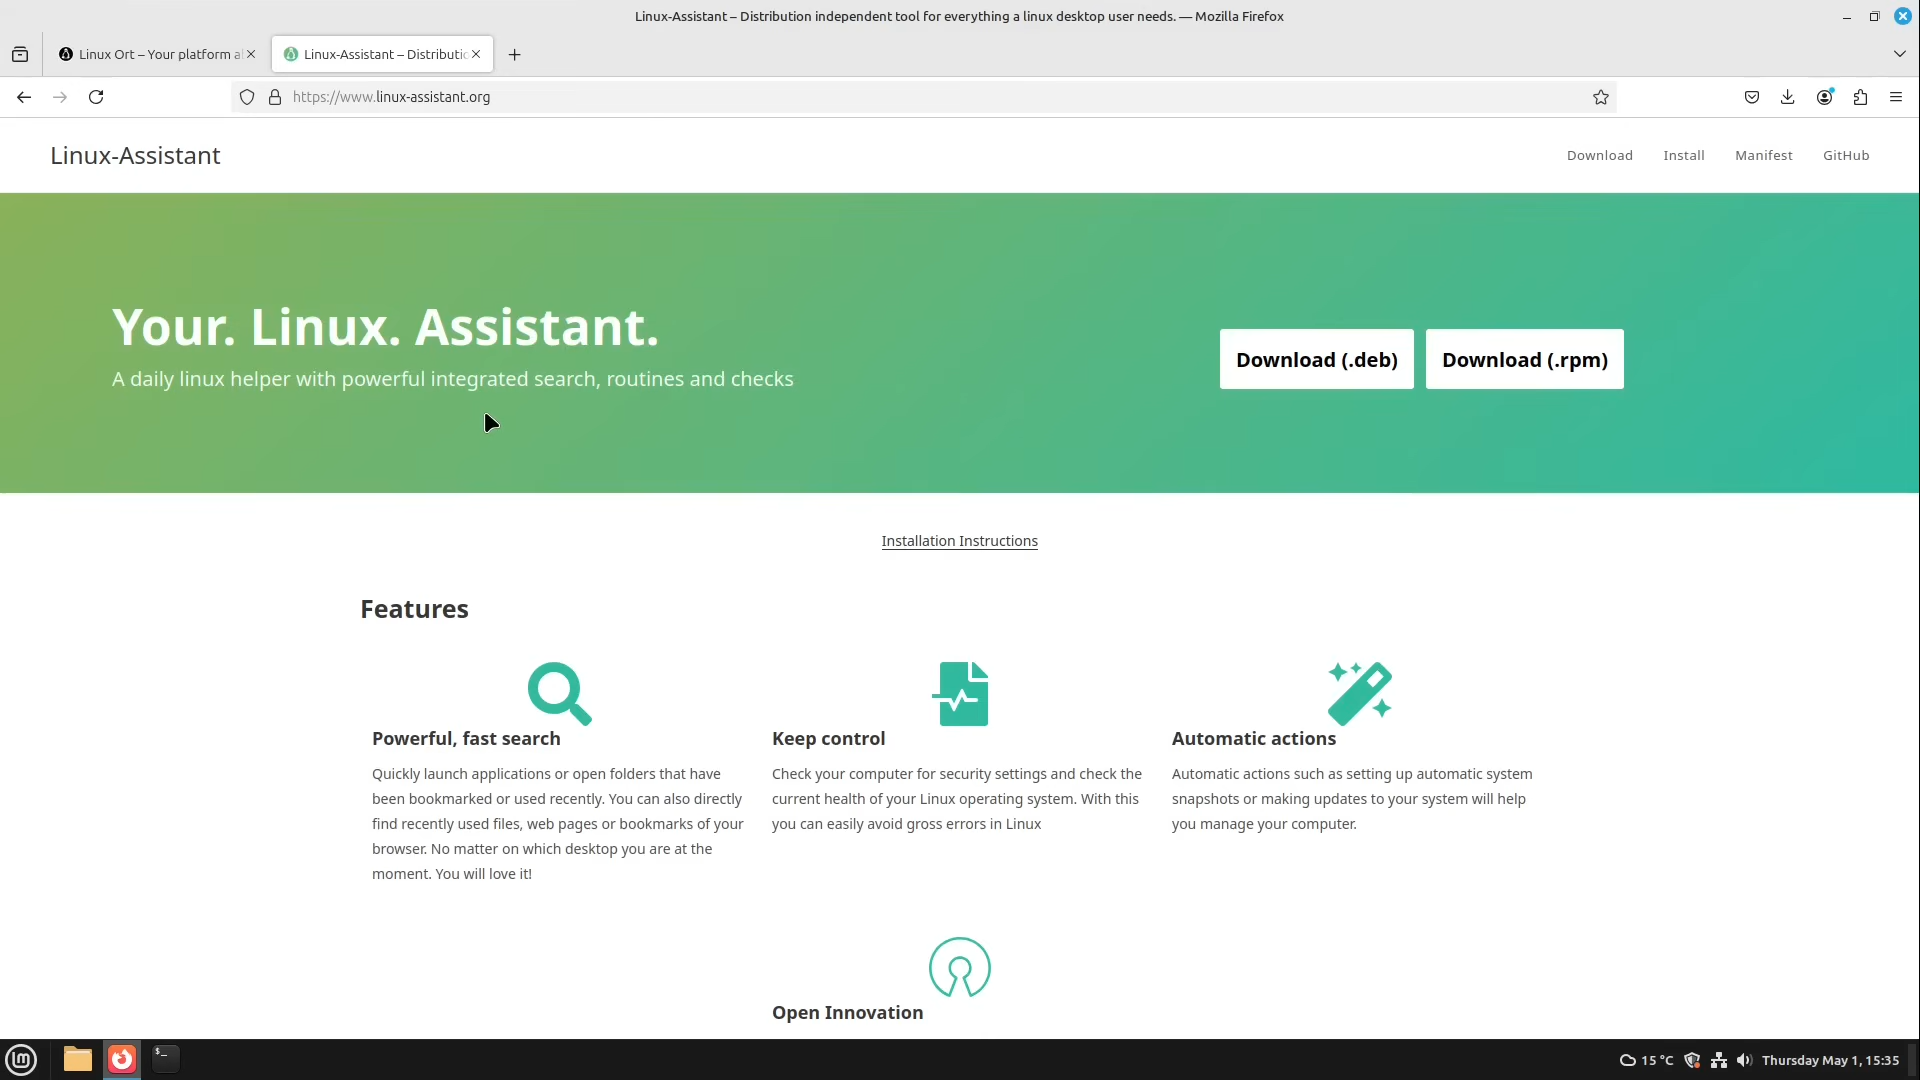 Linux-Assistant – Distribution independent tool for everything a linux desktop user needs. — Mozilla Firefox
Linux Ort – Your platform a
Linux-Assistant – Distributio
https://www.linux-assistant.org
Linux-Assistant
Download
Install
Manifest
GitHub
Your. Linux. Assistant.
A daily linux helper with powerful integrated search, routines and checks
Download (.deb)
Download (.rpm)
Installation Instructions
Features
Powerful, fast search
Quickly launch applications or open folders that have
been bookmarked or used recently. You can also directly
find recently used files, web pages or bookmarks of your
browser. No matter on which desktop you are at the
moment. You will love it!
Keep control
Check your computer for security settings and check the
current health of your Linux operating system. With this
you can easily avoid gross errors in Linux
Automatic actions
Automatic actions such as setting up automatic system
snapshots or making updates to your system will help
you manage your computer.
Open Innovation
lm
$_
15 °C
Thursday May 1, 15:35